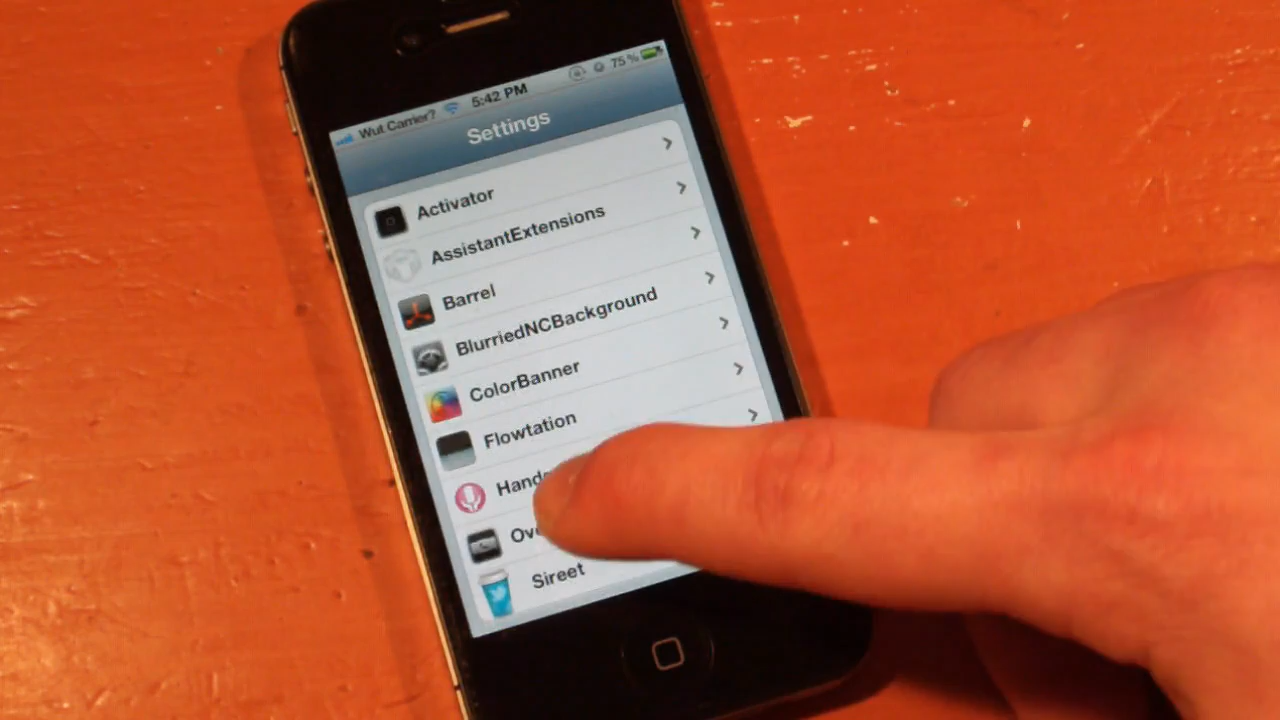 Wut Carrier? 5:42 PM 75%
Settings
Activator
AssistantExtensions
Barrel
BlurriedNCBackground
ColorBanner
Flowtation
Sireet